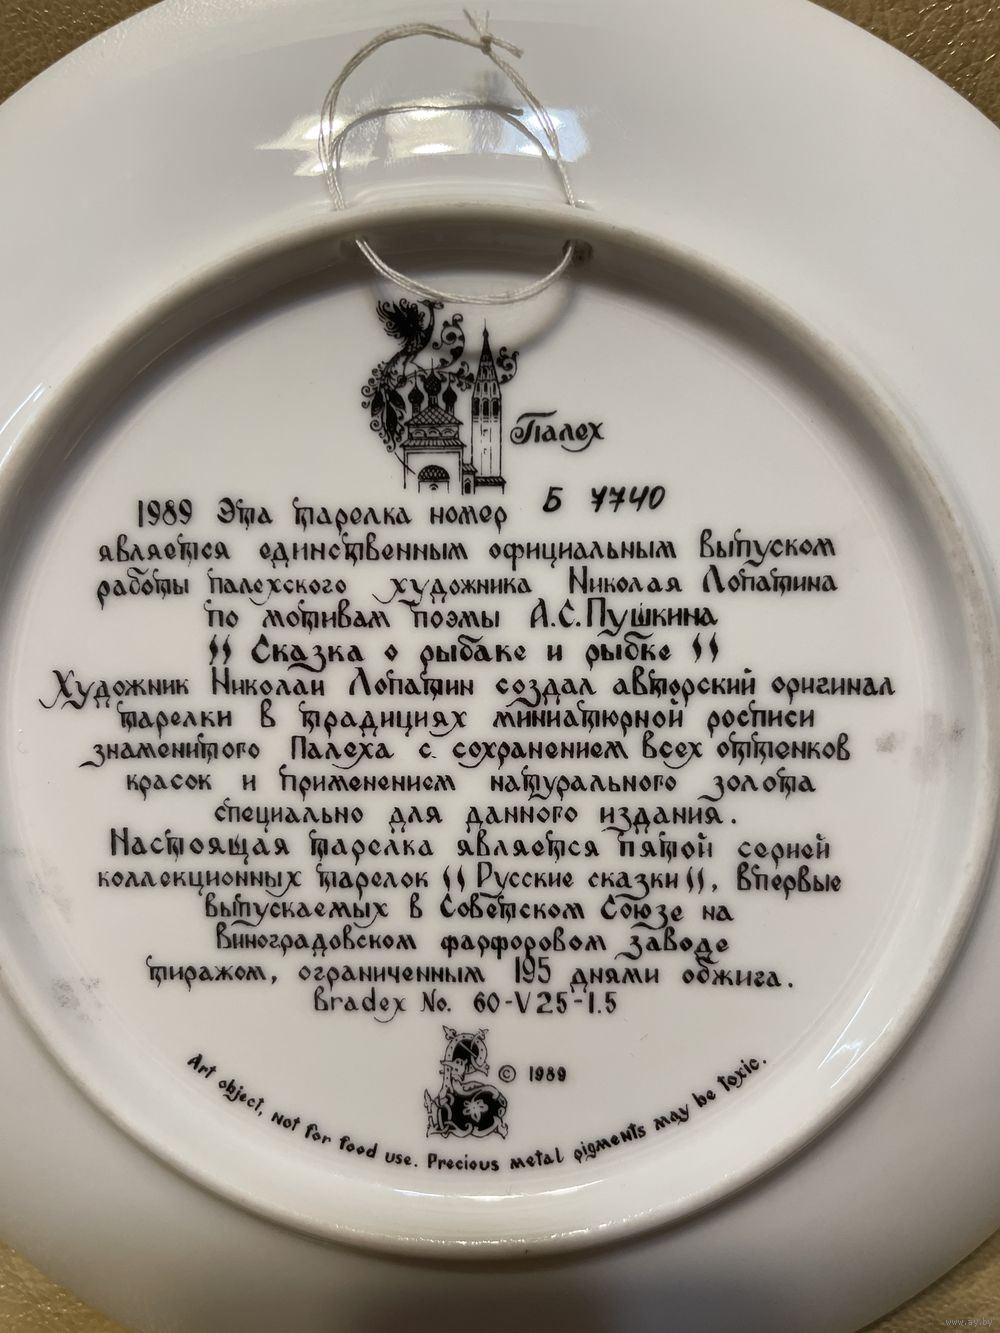 Палех
1989 Эта тарелка номер Б 7740
является единственным официальным выпуском
работы палехского художника Николая Лопатина
по мотивам поэмы А.С.Пушкина
"Сказка о рыбаке и рыбке"
Художник Николай Лопатин создал авторский оригинал
тарелки в традициях миниатюрной росписи
знаменитого Палеха с сохранением всех оттенков
красок и применением натурального золота
специально для данного издания.
Настоящая тарелка является пятой серией
коллекционных тарелок "Русские сказки", впервые
выпускаемых в Советском Союзе на
Виноградовском фарфоровом заводе
тиражом, ограниченным 195 днями обжига.
Bradex No. 60-V25-1.5
© 1989
Art object, not for food use. Precious metal pigments may be toxic.
www.ay.by